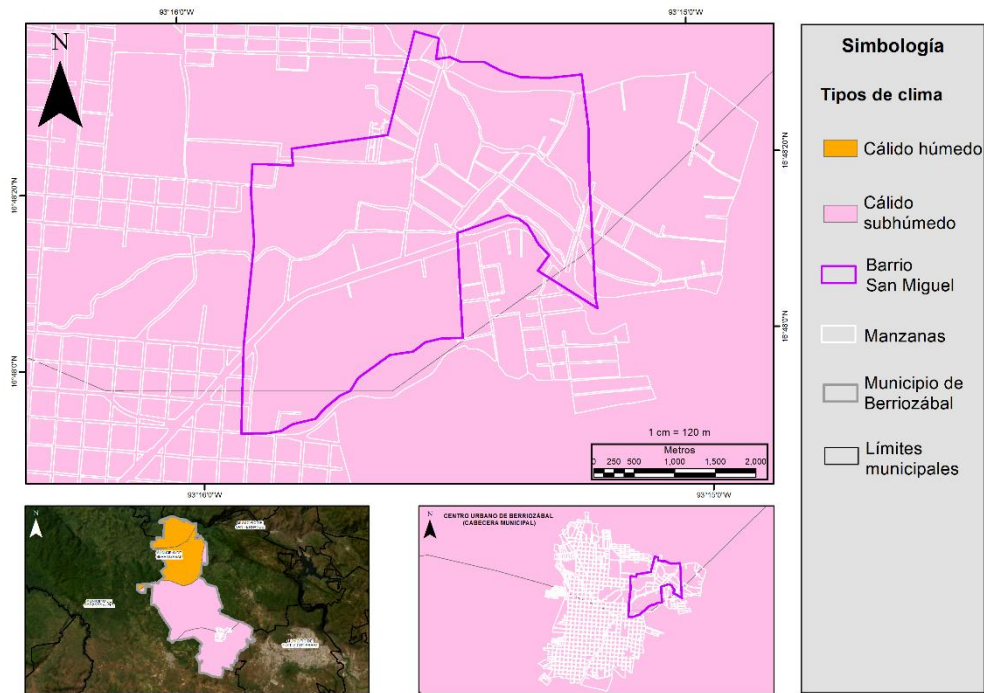 93°16'0"W
93°15'0"W
N
16°48'20"N
16°48'20"N
16°48'0"N
16°48'0"N
1 cm = 120 m
Metros
0 250 500 1,000 1,500 2,000
93°16'0"W
93°15'0"W
N
N
CENTRO URBANO DE BERRIOZÁBAL
(CABECERA MUNICIPAL)
Simbología
Tipos de clima
Cálido húmedo
Cálido
subhúmedo
Barrio
San Miguel
Manzanas
Municipio de
Berriozábal
Límites
municipales